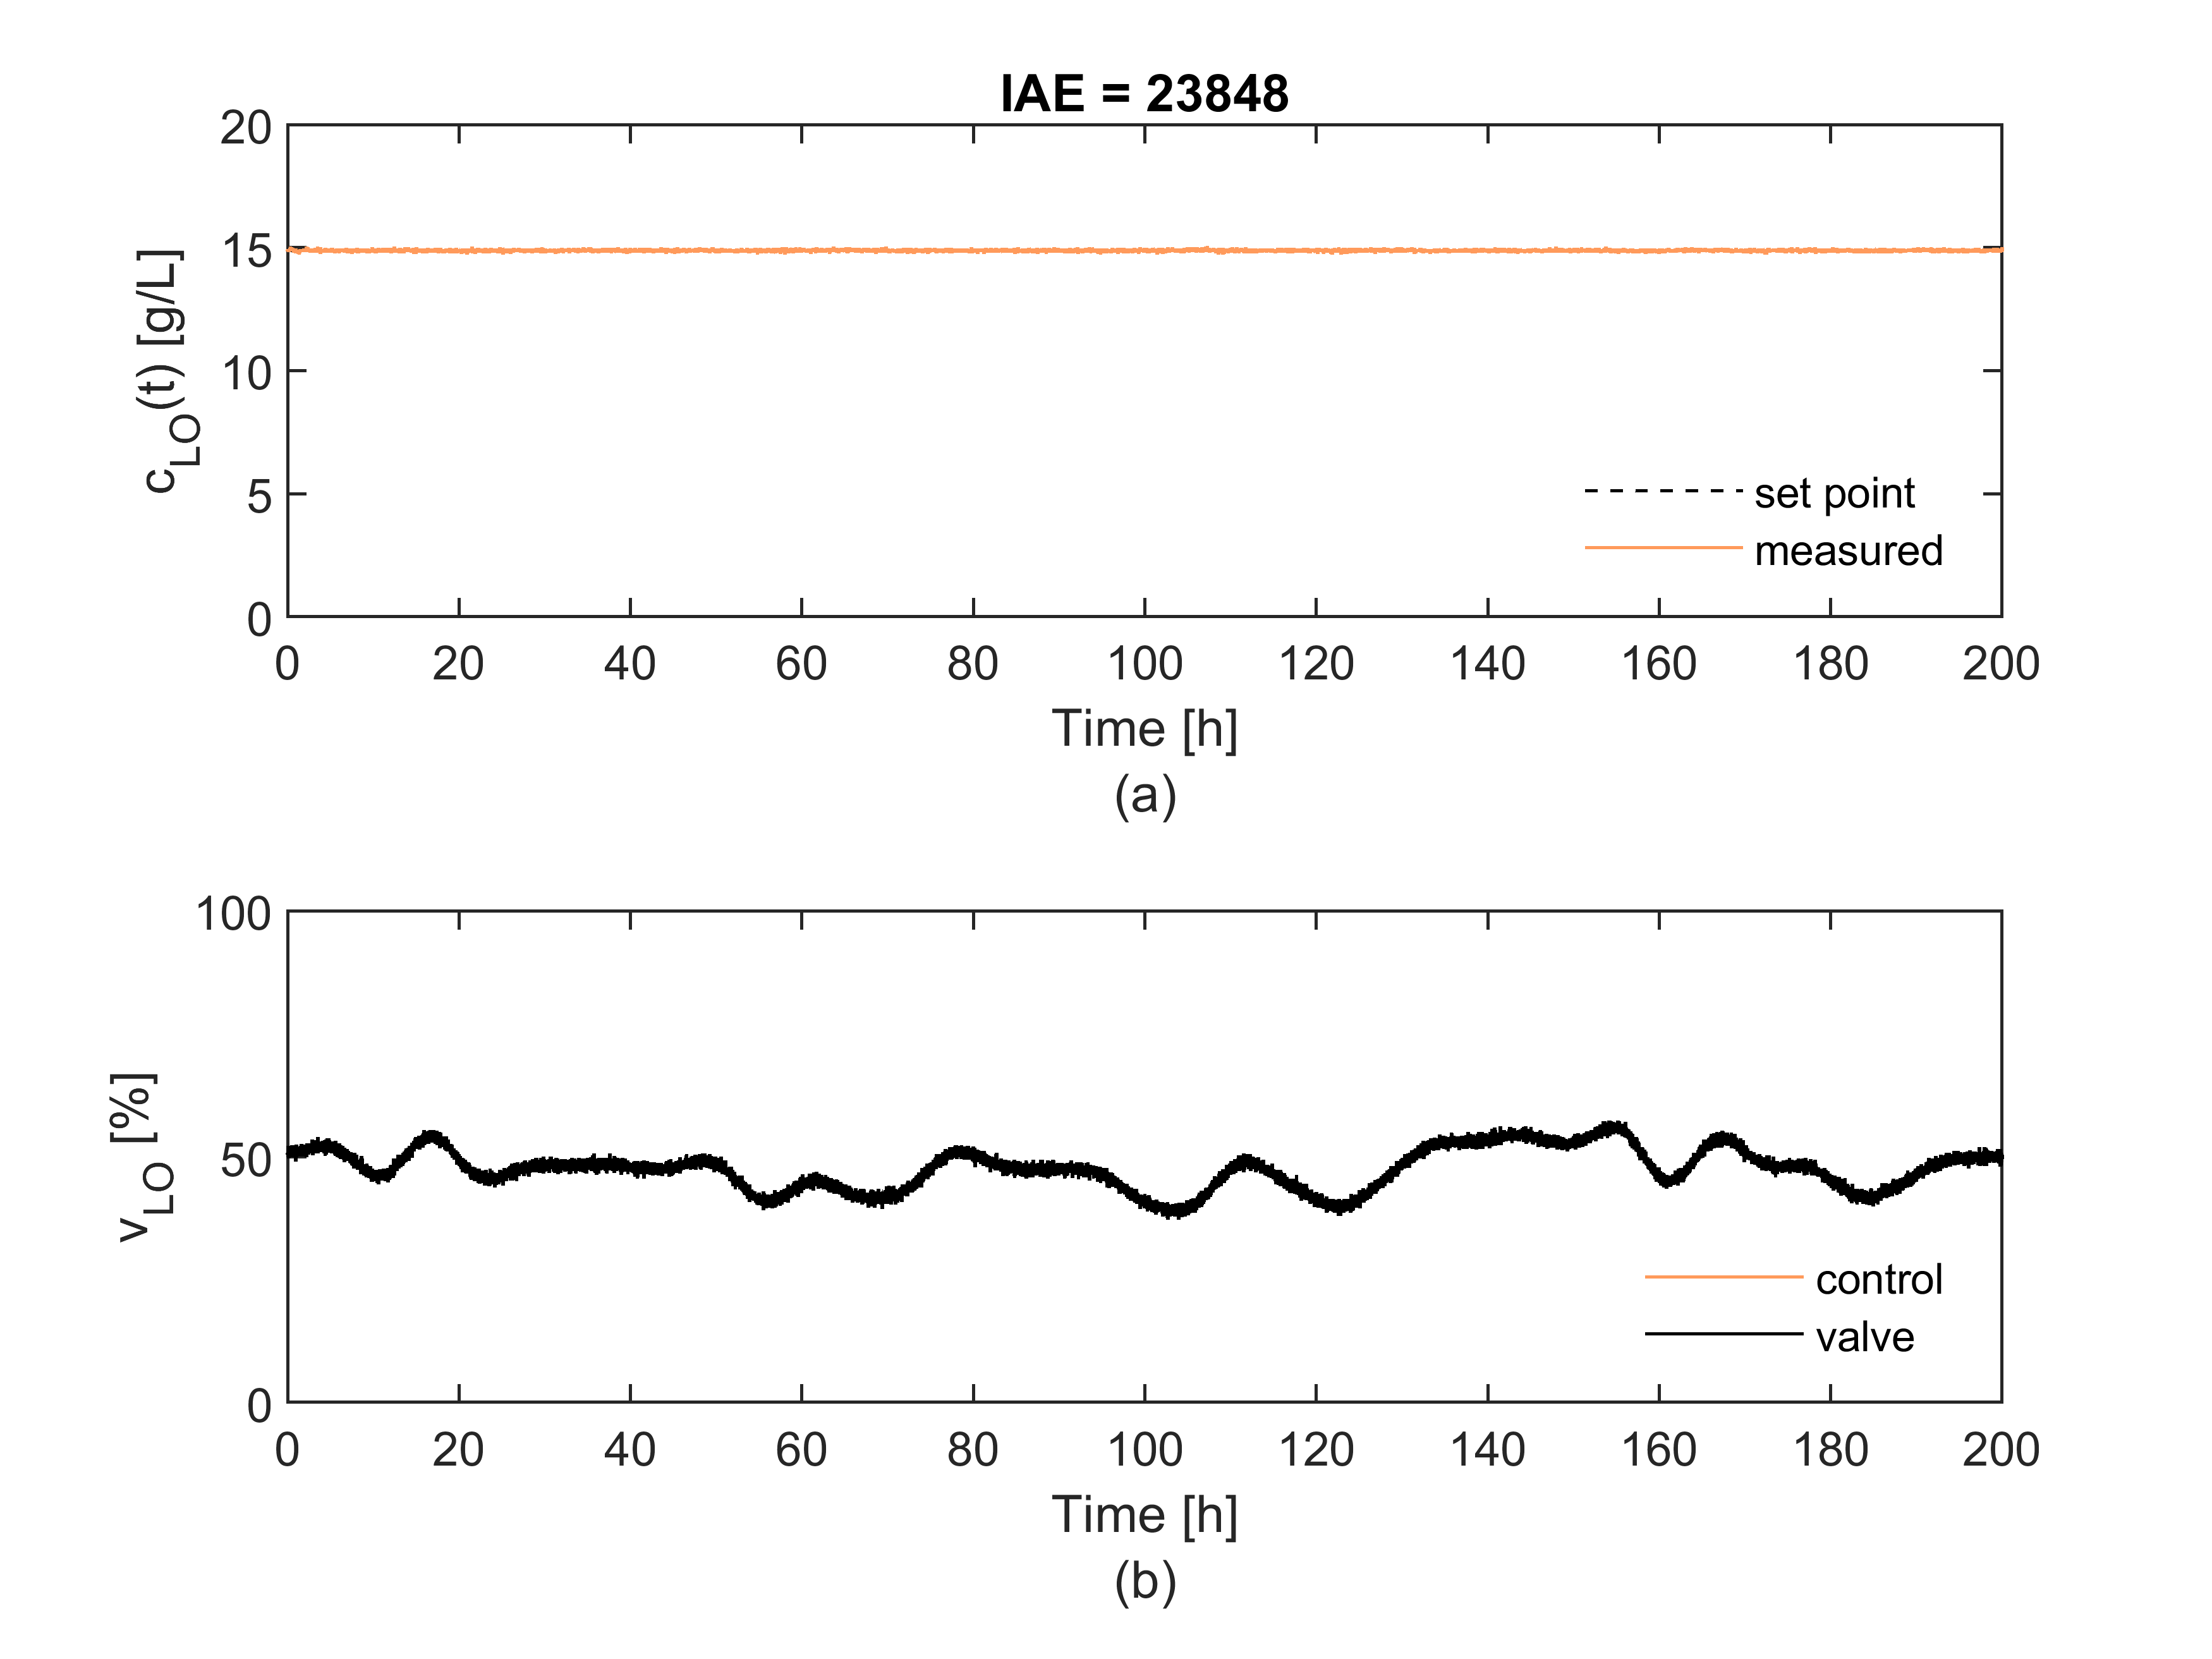 IAE = 23848
20
15
10
5
0
c_LO(t) [g/L]
set point
measured
0 20 40 60 80 100 120 140 160 180 200
Time [h]
(a)
100
50
0
v_LO [%]
control
valve
0 20 40 60 80 100 120 140 160 180 200
Time [h]
(b)